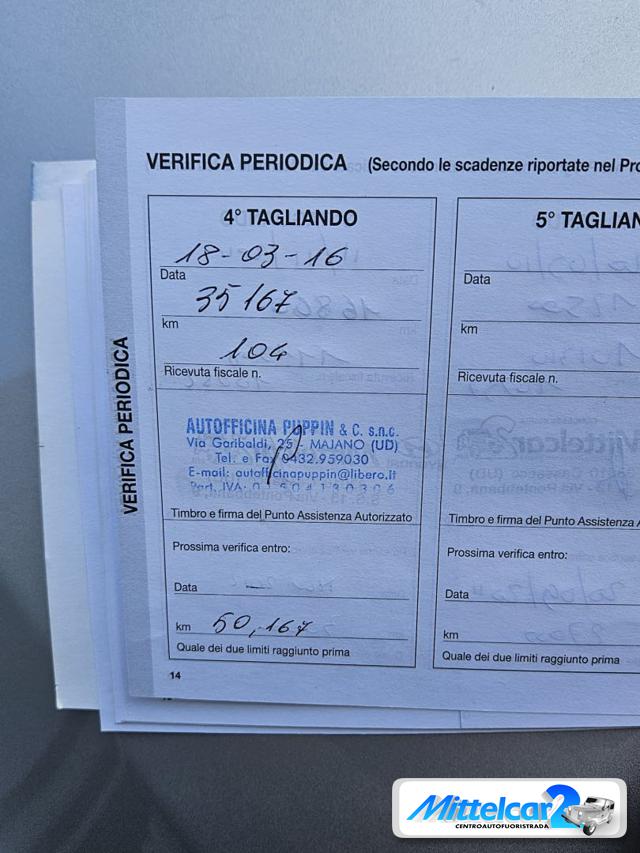 VERIFICA PERIODICA (Secondo le scadenze riportate nel Pro
VERIFICA PERIODICA
4° TAGLIANDO
18-03-16
Data
35167
km
104
Ricevuta fiscale n.
AUTOFFICINA PUPPIN & C. s.n.c.
Via Garibaldi, 25 - MAJANO (UD)
Tel. e Fax 0432.959030
E-mail: autofficinapuppin@libero.it
Part. IVA:
Timbro e firma del Punto Assistenza Autorizzato
Prossima verifica entro:
Data —
km 50,167
Quale dei due limiti raggiunto prima
14
5° TAGLIAN
Data
km
Ricevuta fiscale n.
Timbro e firma del Punto Assistenza A
Prossima verifica entro:
Data
km
Quale dei due limiti raggiunto prima
Mittelcar2
CENTROAUTOFUORISTRADA